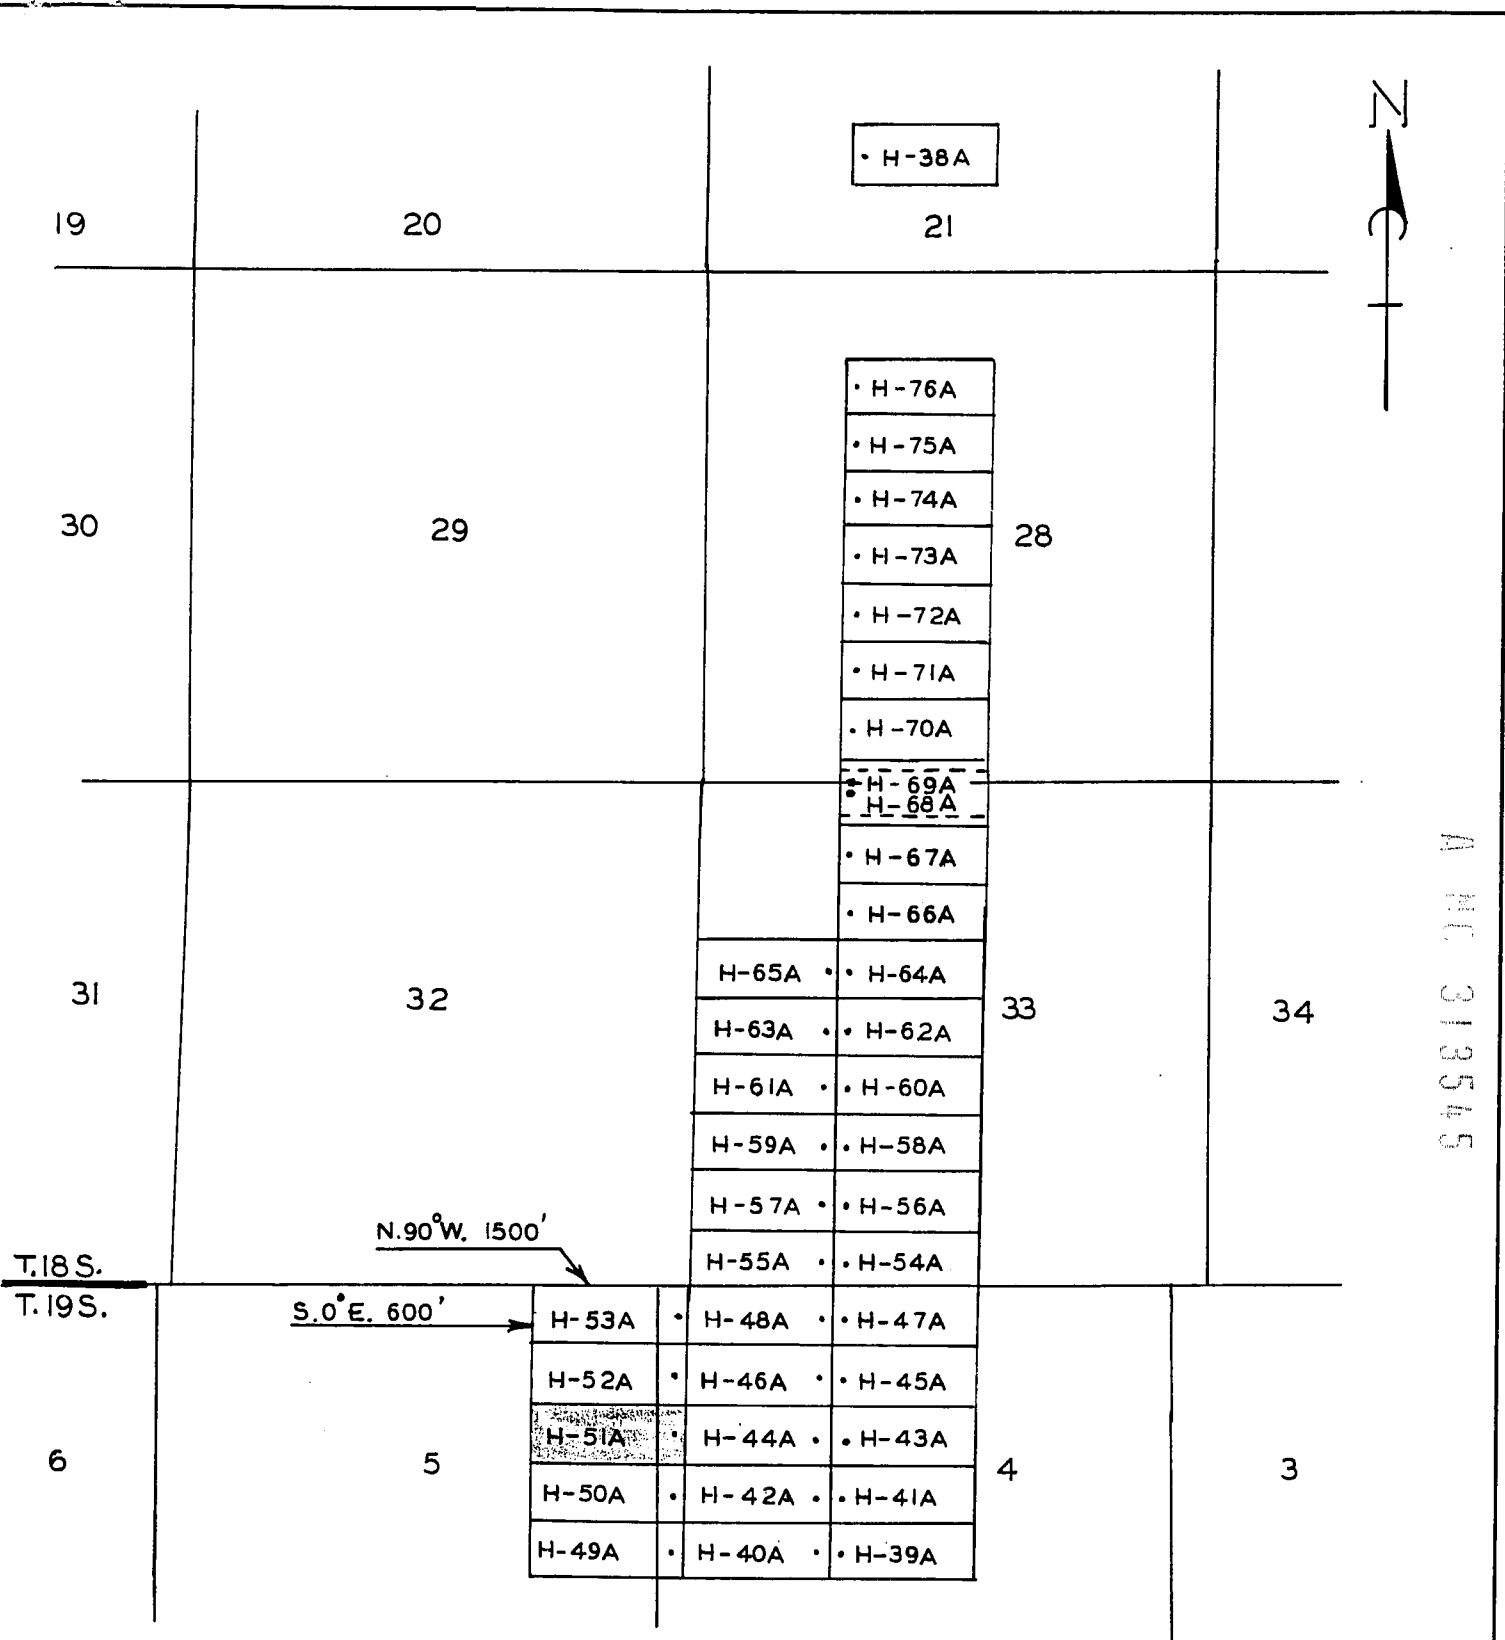 N
· H-38A
19 20 21
· H-76A
· H-75A
· H-74A
30 29 28
· H-73A
· H-72A
· H-71A
· H-70A
H-69A
H-68A
· H-67A
A MC 313545
· H-66A
H-65A · · H-64A
31 32 33 34
H-63A · · H-62A
H-61A · · H-60A
H-59A · · H-58A
H-57A · · H-56A
N.90°W. 1500'
H-55A · · H-54A
T.18S.
T.19S.
S.0°E. 600'
H-53A · H-48A · · H-47A
H-52A · H-46A · · H-45A
H-51A · H-44A · · H-43A
6 5 4 3
H-50A · H-42A · · H-41A
H-49A · H-40A · · H-39A